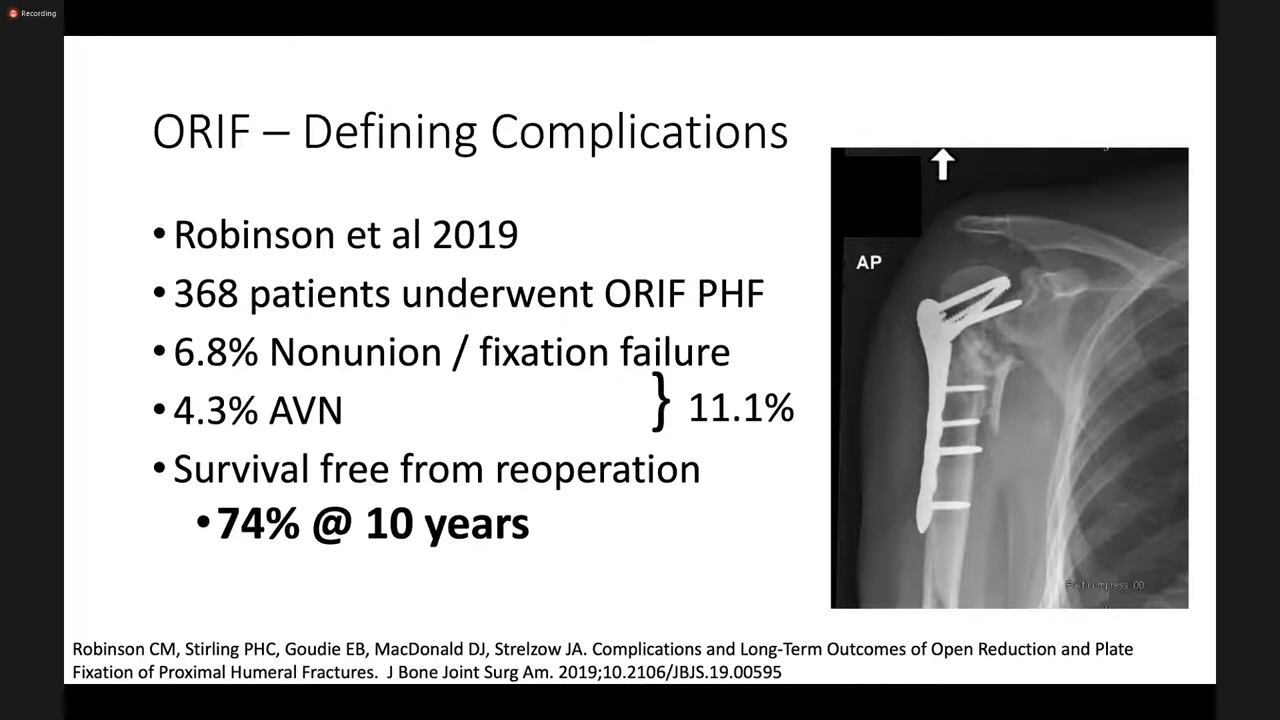 Recording
ORIF – Defining Complications
• Robinson et al 2019
• 368 patients underwent ORIF PHF
• 6.8% Nonunion / fixation failure
• 4.3% AVN
} 11.1%
• Survival free from reoperation
• 74% @ 10 years
AP
Robinson CM, Stirling PHC, Goudie EB, MacDonald DJ, Strelzow JA. Complications and Long-Term Outcomes of Open Reduction and Plate
Fixation of Proximal Humeral Fractures. J Bone Joint Surg Am. 2019;10.2106/JBJS.19.00595